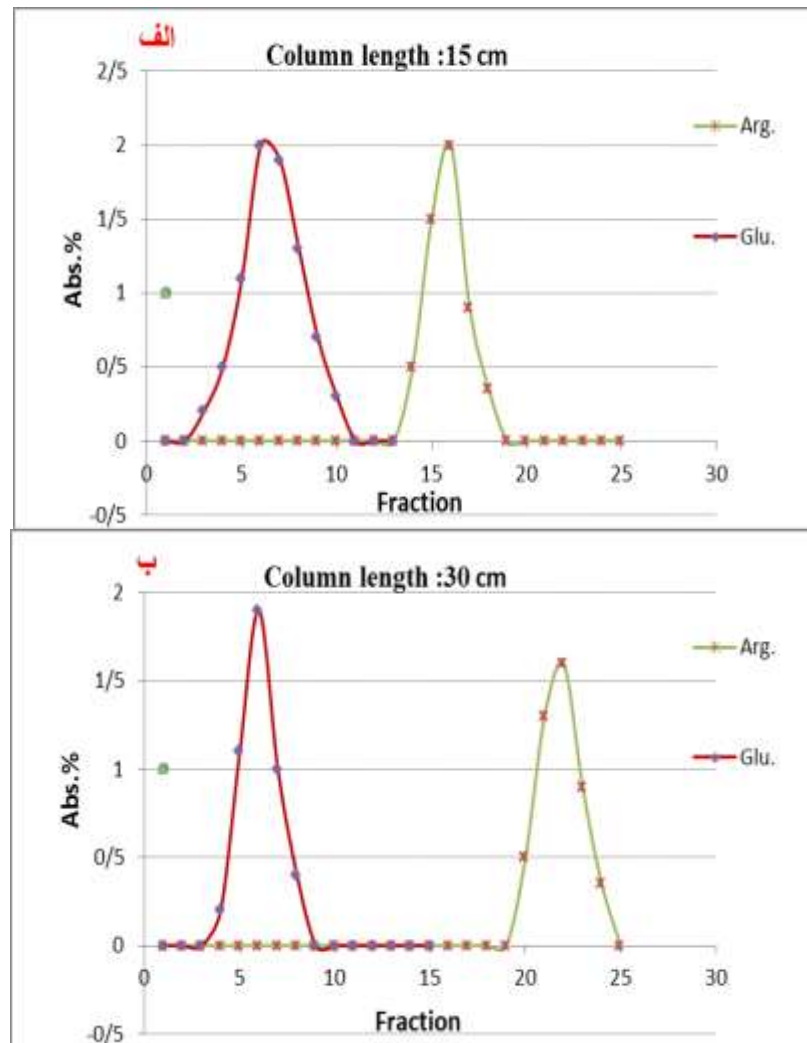 الف
Column length :15 cm
2/5
2
1/5
1
0/5
0
-0/5
Abs.%
0 5 10 15 20 25 30
Fraction
Arg.
Glu.
ب
Column length :30 cm
2
1/5
1
0/5
0
-0/5
Abs.%
0 5 10 15 20 25 30
Fraction
Arg.
Glu.